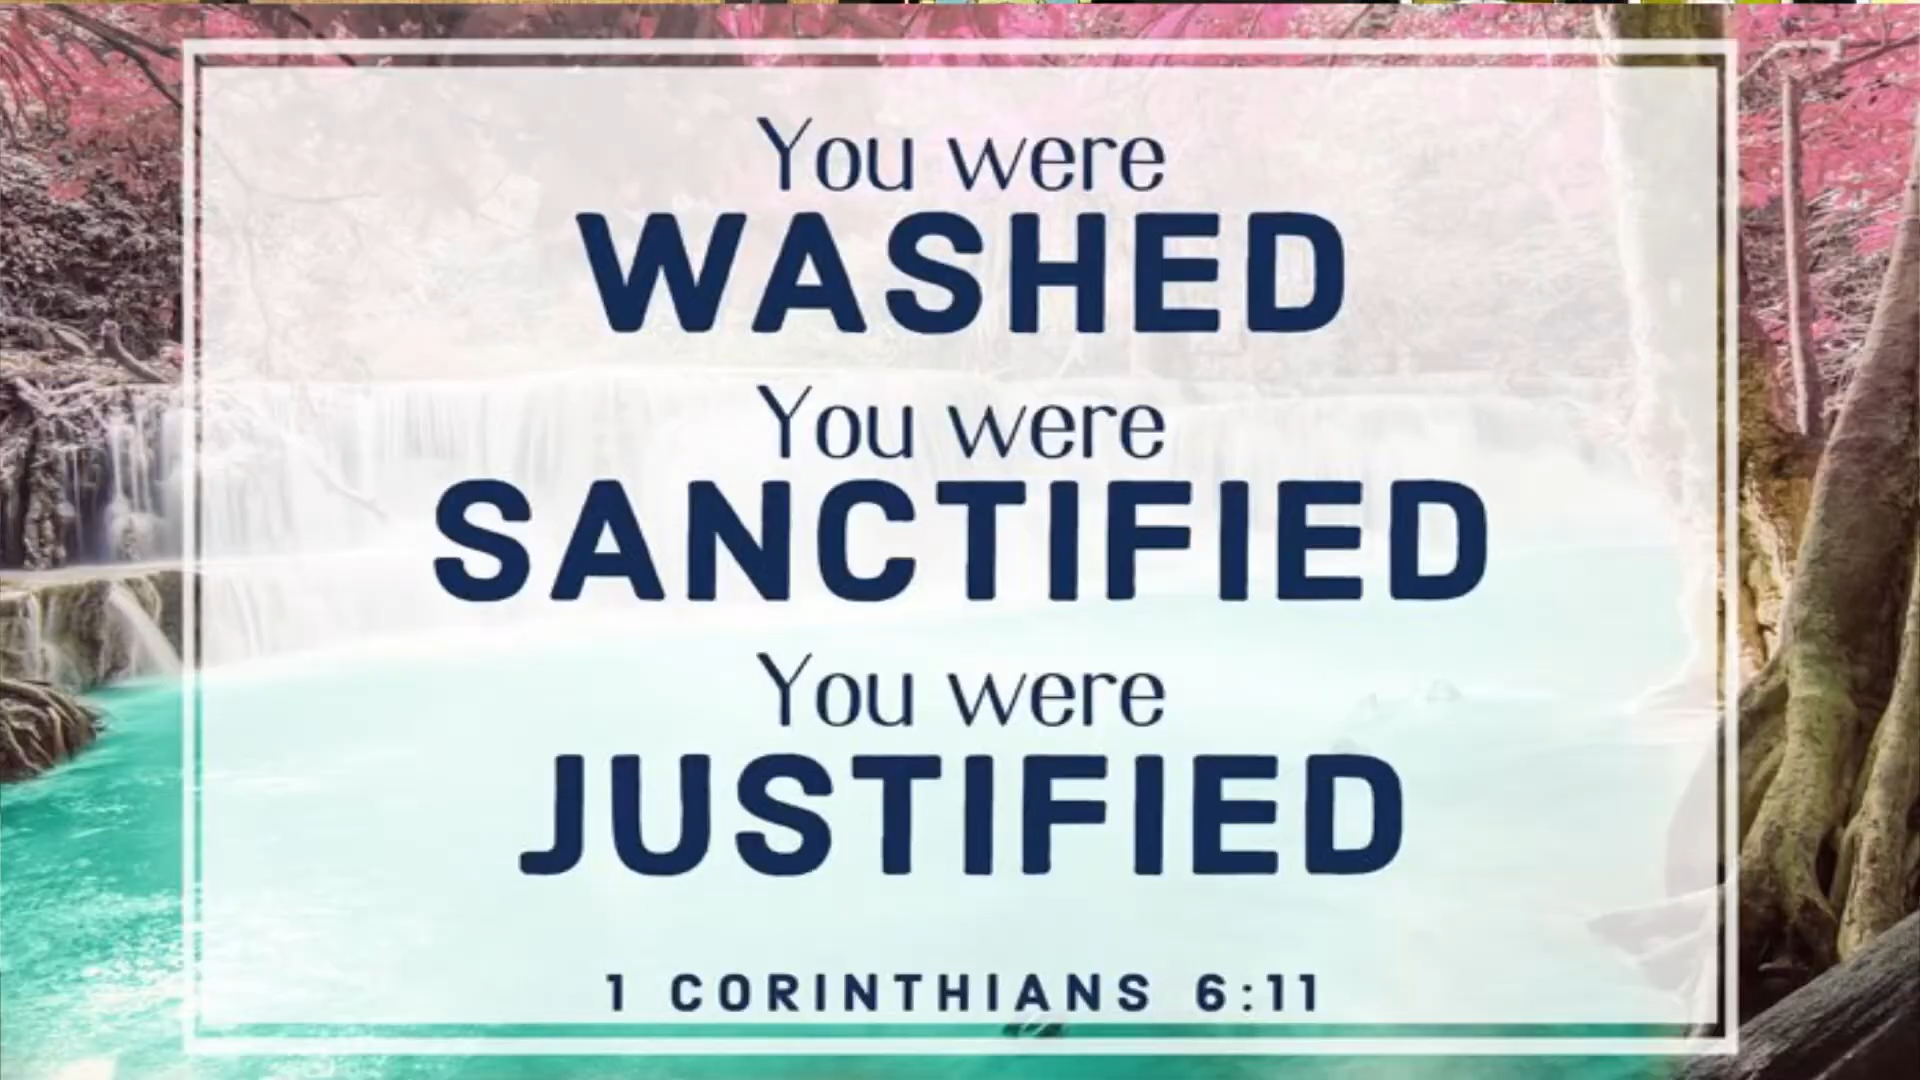 You were
WASHED
You were
SANCTIFIED
You were
JUSTIFIED
1 CORINTHIANS 6:11